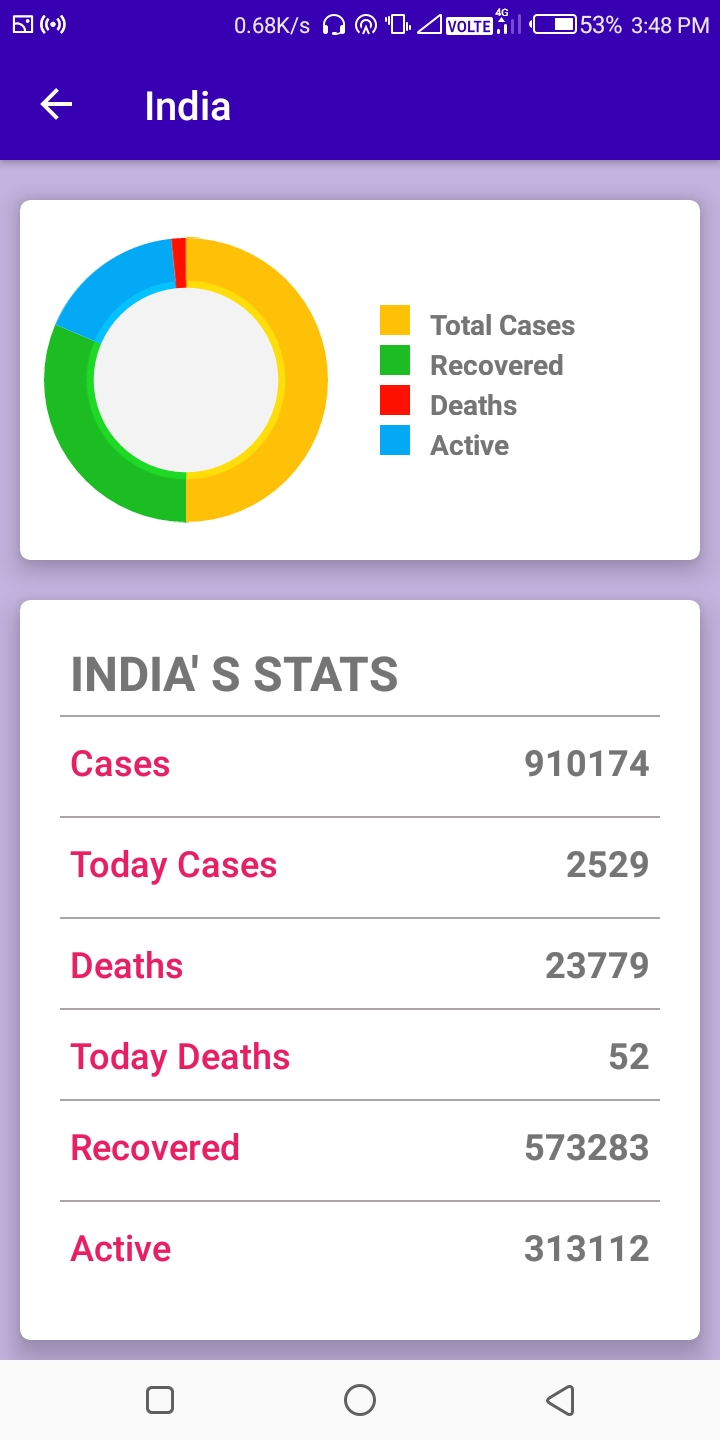 0.68K/s VOLTE 4G 53% 3:48 PM
India
Total Cases
Recovered
Deaths
Active
INDIA' S STATS
Cases 910174
Today Cases 2529
Deaths 23779
Today Deaths 52
Recovered 573283
Active 313112